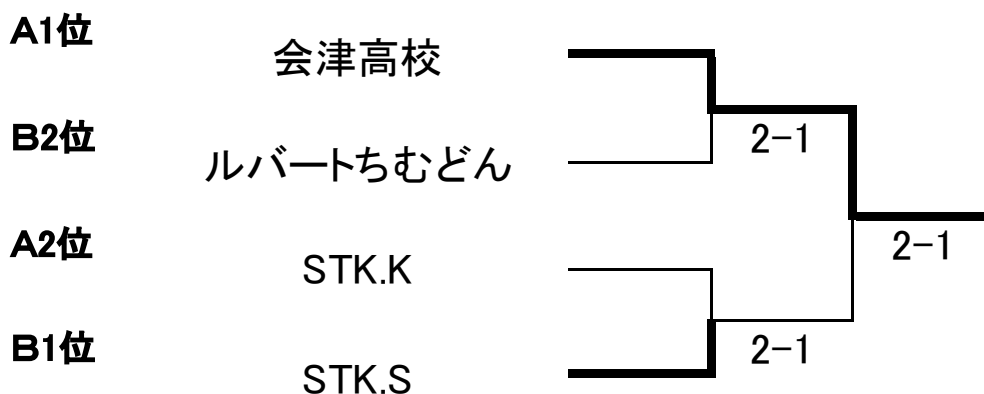 A1位
会津高校
B2位
ルバートちむどん
2-1
A2位
STK.K
2-1
B1位
STK.S
2-1